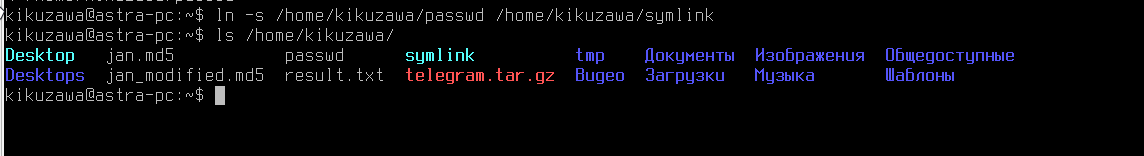 kikuzawa@astra-pc:~$ ln -s /home/kikuzawa/passwd /home/kikuzawa/symlink
kikuzawa@astra-pc:~$ ls /home/kikuzawa/
Desktop jan.md5 passwd symlink tmp Документы Изображения Общедоступные
Desktops jan_modified.md5 result.txt telegram.tar.gz Видео Загрузки Музыка Шаблоны
kikuzawa@astra-pc:~$